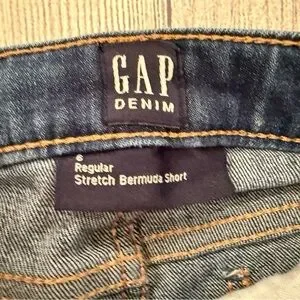 GAP
DENIM
6
Regular
Stretch Bermuda Short